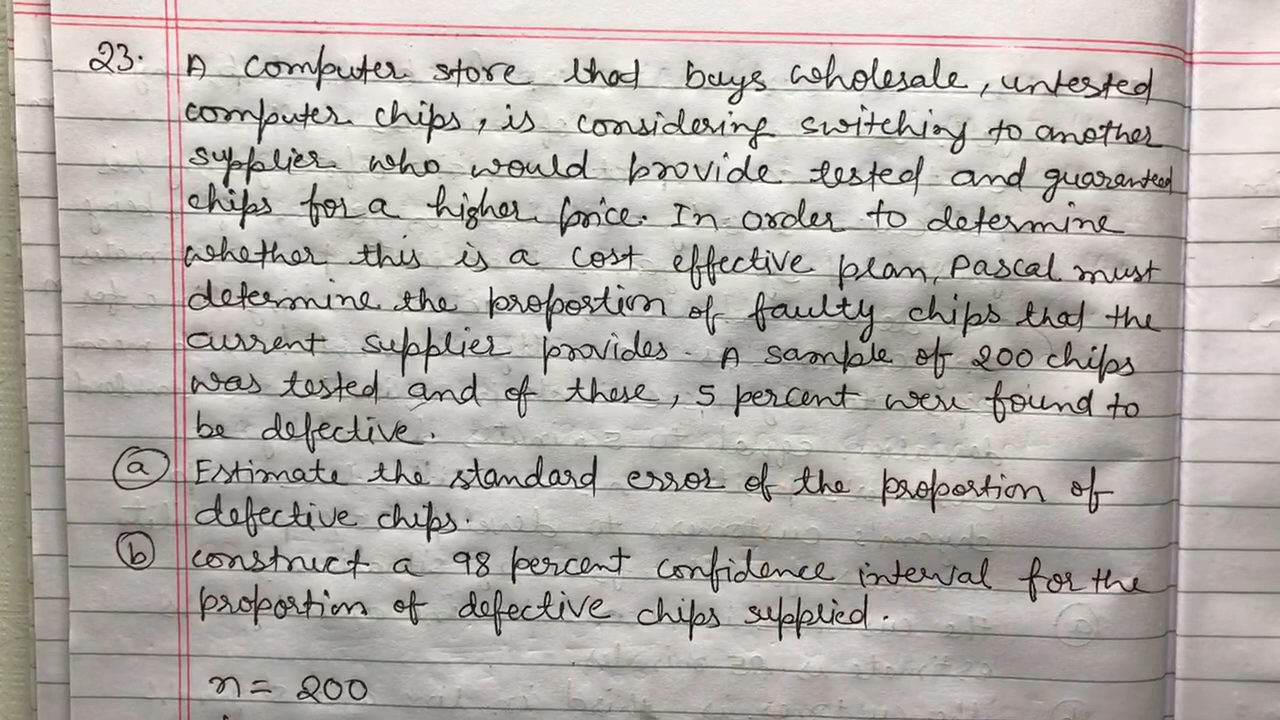 23. A computer store that buys wholesale, untested
computer chips, is considering switching to another
supplier who would provide tested and guaranteed
chips for a higher price. In order to determine
whether this is a cost effective plan, Pascal must
determine the proportion of faulty chips that the
current supplier provides. A sample of 200 chips
was tested and of these, 5 percent were found to
be defective.
(a) Estimate the standard error of the proportion of
defective chips.
(b) construct a 98 percent confidence interval for the
proportion of defective chips supplied.
n = 200